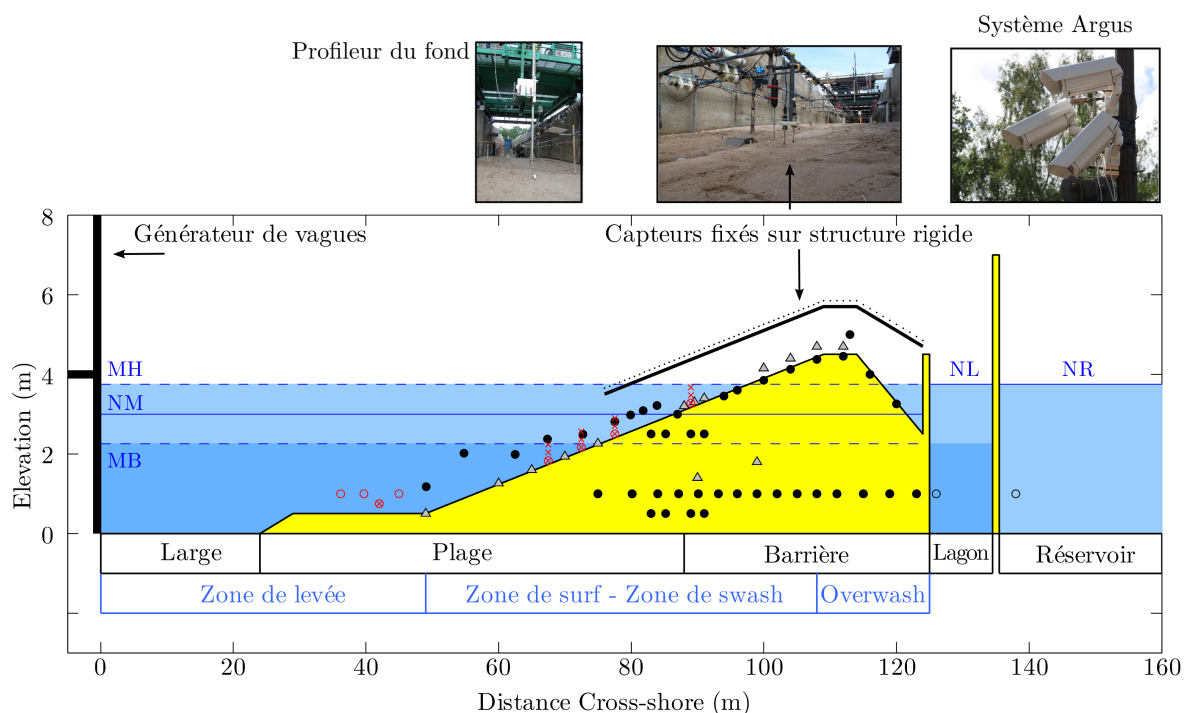 Système Argus
Profileur du fond
Générateur de vagues
Capteurs fixés sur structure rigide
8
6
4
2
0
Elevation (m)
MH
NM
MB
NL
NR
Large
Plage
Barrière
Lagon
Réservoir
Zone de levée
Zone de surf - Zone de swash
Overwash
0
20
40
60
80
100
120
140
160
Distance Cross-shore (m)